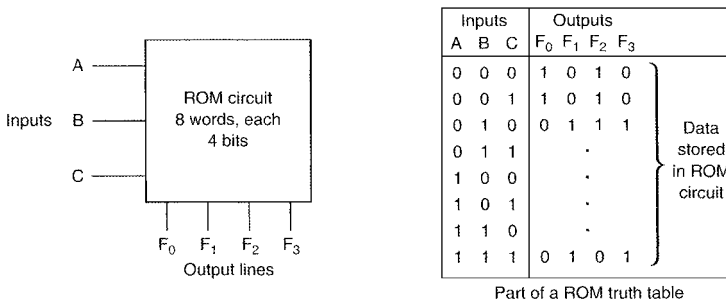 A
Inputs B
C
ROM circuit
8 words, each
4 bits
F0 F1 F2 F3
Output lines
Inputs Outputs
A B C F0 F1 F2 F3
0 0 0 1 0 1 0
0 0 1 1 0 1 0
0 1 0 0 1 1 1
0 1 1 .
1 0 0 .
1 0 1 .
1 1 0 .
1 1 1 0 1 0 1
Data
stored
in ROM
circuit
Part of a ROM truth table